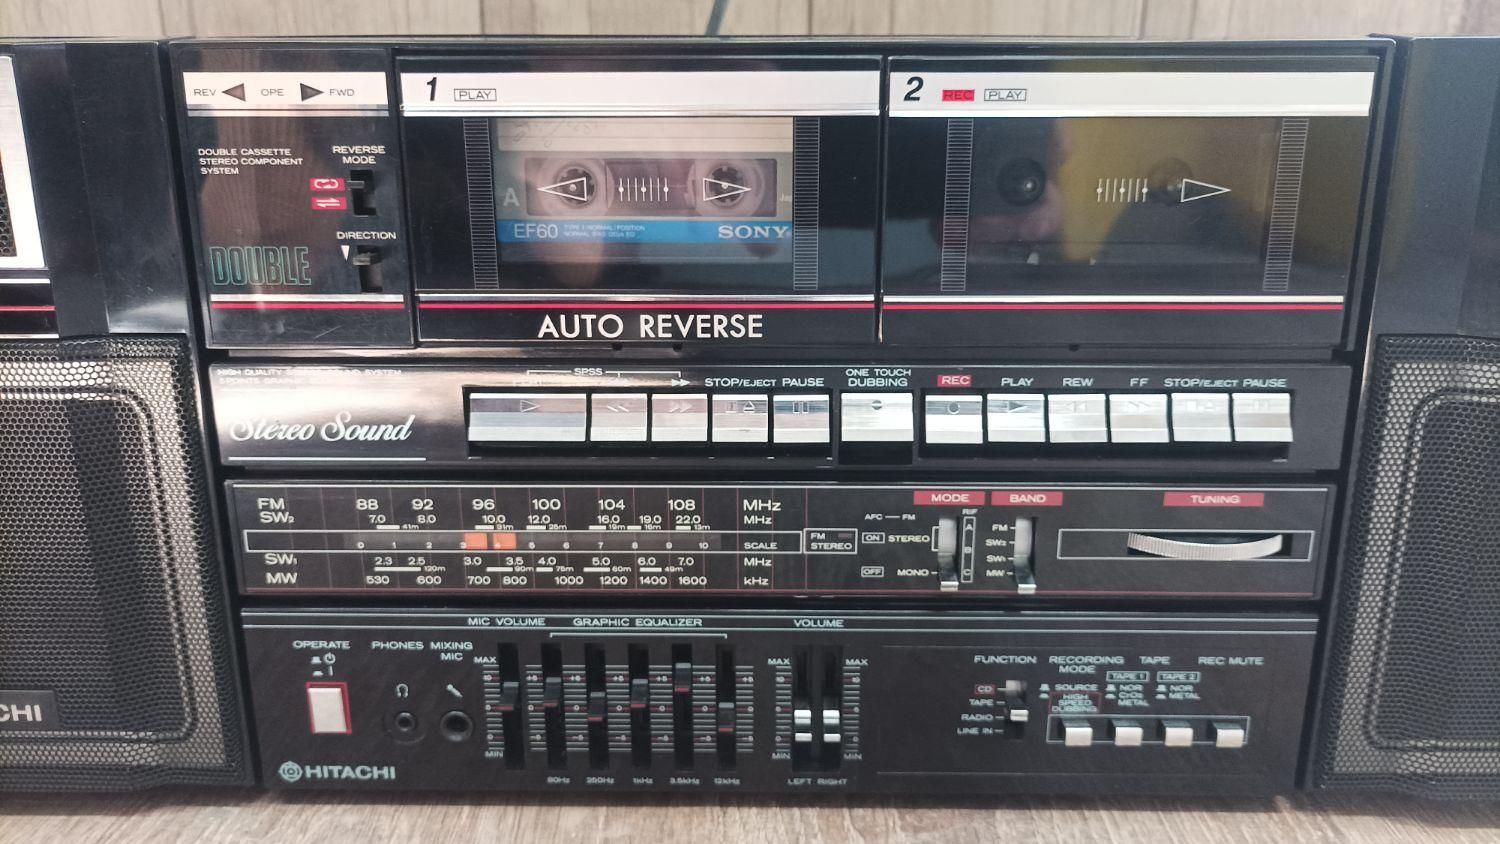 REV OPE FWD
1 PLAY
2 REC PLAY
DOUBLE CASSETTE
STEREO COMPONENT
SYSTEM
REVERSE
MODE
DIRECTION
DOUBLE
A
EF60 TYPE I (NORMAL) POSITION
SONY
AUTO REVERSE
HIGH QUALITY
SPSS
STOP/EJECT PAUSE
ONE TOUCH
DUBBING
REC PLAY REW FF STOP/EJECT PAUSE
Stéreo Sound
FM 88 92 96 100 104 108 MHz
SW2 7.0 8.0 10.0 12.0 16.0 19.0 22.0 MHz
41m 31m 25m 19m 16m 13m
0 1 2 3 4 5 6 7 8 9 10 SCALE
SW1 2.3 2.5 3.0 3.5 4.0 5.0 6.0 7.0 MHz
120m 90m 75m 60m 49m
MW 530 600 700 800 1000 1200 1400 1600 kHz
FM
STEREO
MODE
AFC FM
ON STEREO
OFF MONO
RIF
A
B
C
BAND
FM
SW2
SW1
MW
TUNING
OPERATE
PHONES
MIXING
MIC
MIC VOLUME
GRAPHIC EQUALIZER
VOLUME
MAX
MIN
80Hz 250Hz 1kHz 3.5kHz 12kHz
MAX MAX
MIN MIN
LEFT RIGHT
FUNCTION
CD
TAPE
RADIO
LINE IN
RECORDING
MODE
SOURCE
HIGH
SPEED
DUBBING
TAPE
TAPE 1 TAPE 2
NOR
CrO2
METAL
NOR
METAL
REC MUTE
HITACHI
CHI